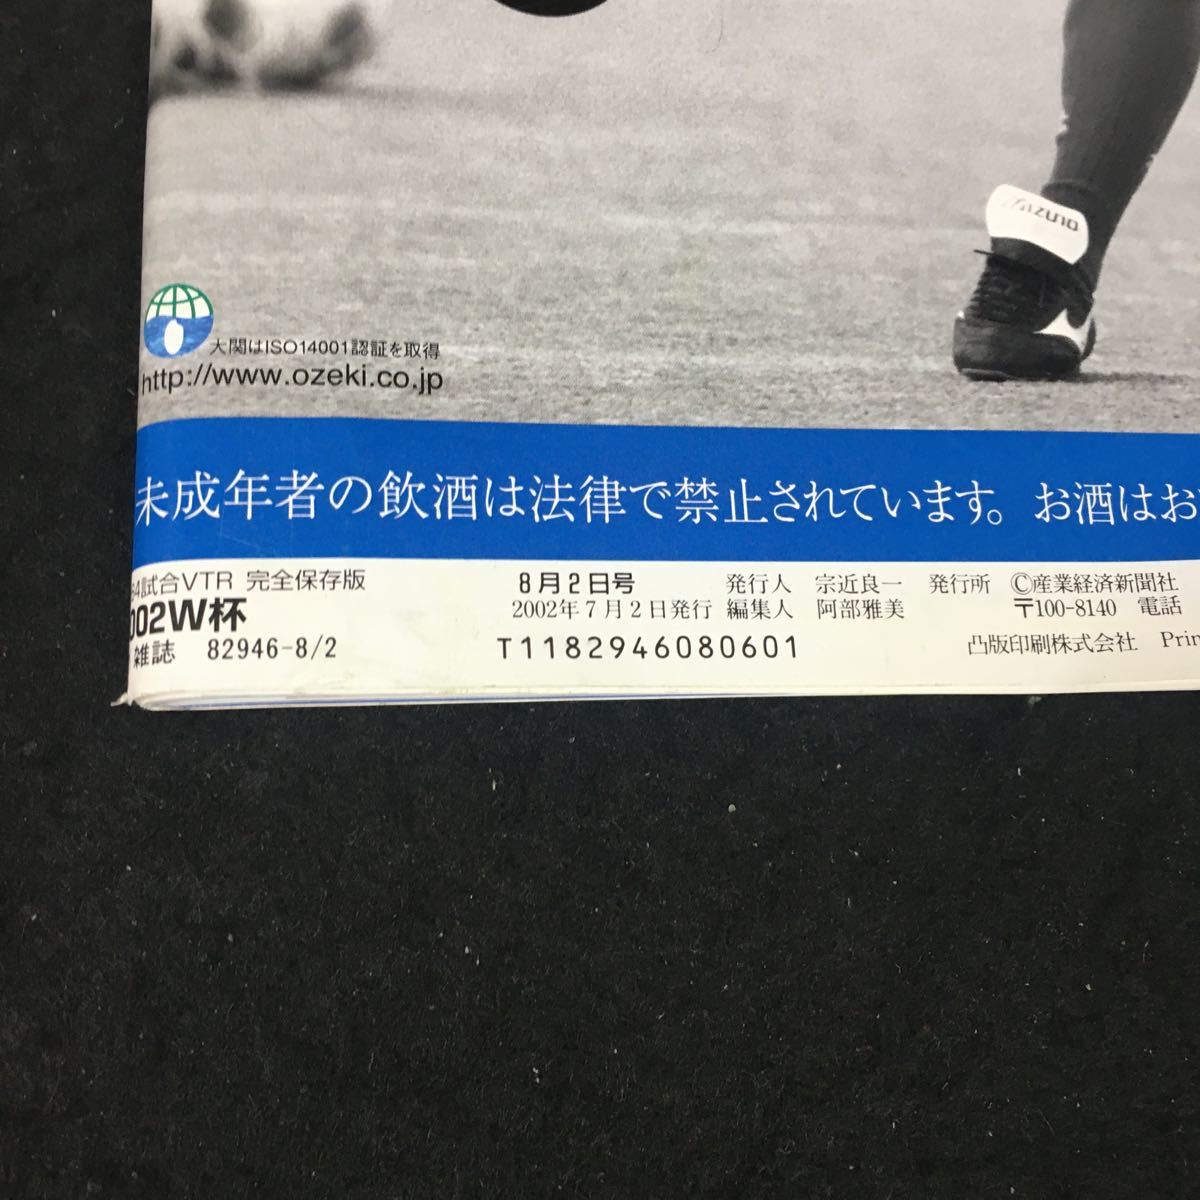 mizuno
大関はISO14001認証を取得
http://www.ozeki.co.jp
未成年者の飲酒は法律で禁止されています。お酒はお
64試合VTR 完全保存版
002W杯
雑誌 82946-8/2
8月2日号
2002年7月2日発行
T1182946080601
発行人 宗近良一 発行所 Ⓒ産業経済新聞社
編集人 阿部雅美 〒100-8140 電話
凸版印刷株式会社 Prin